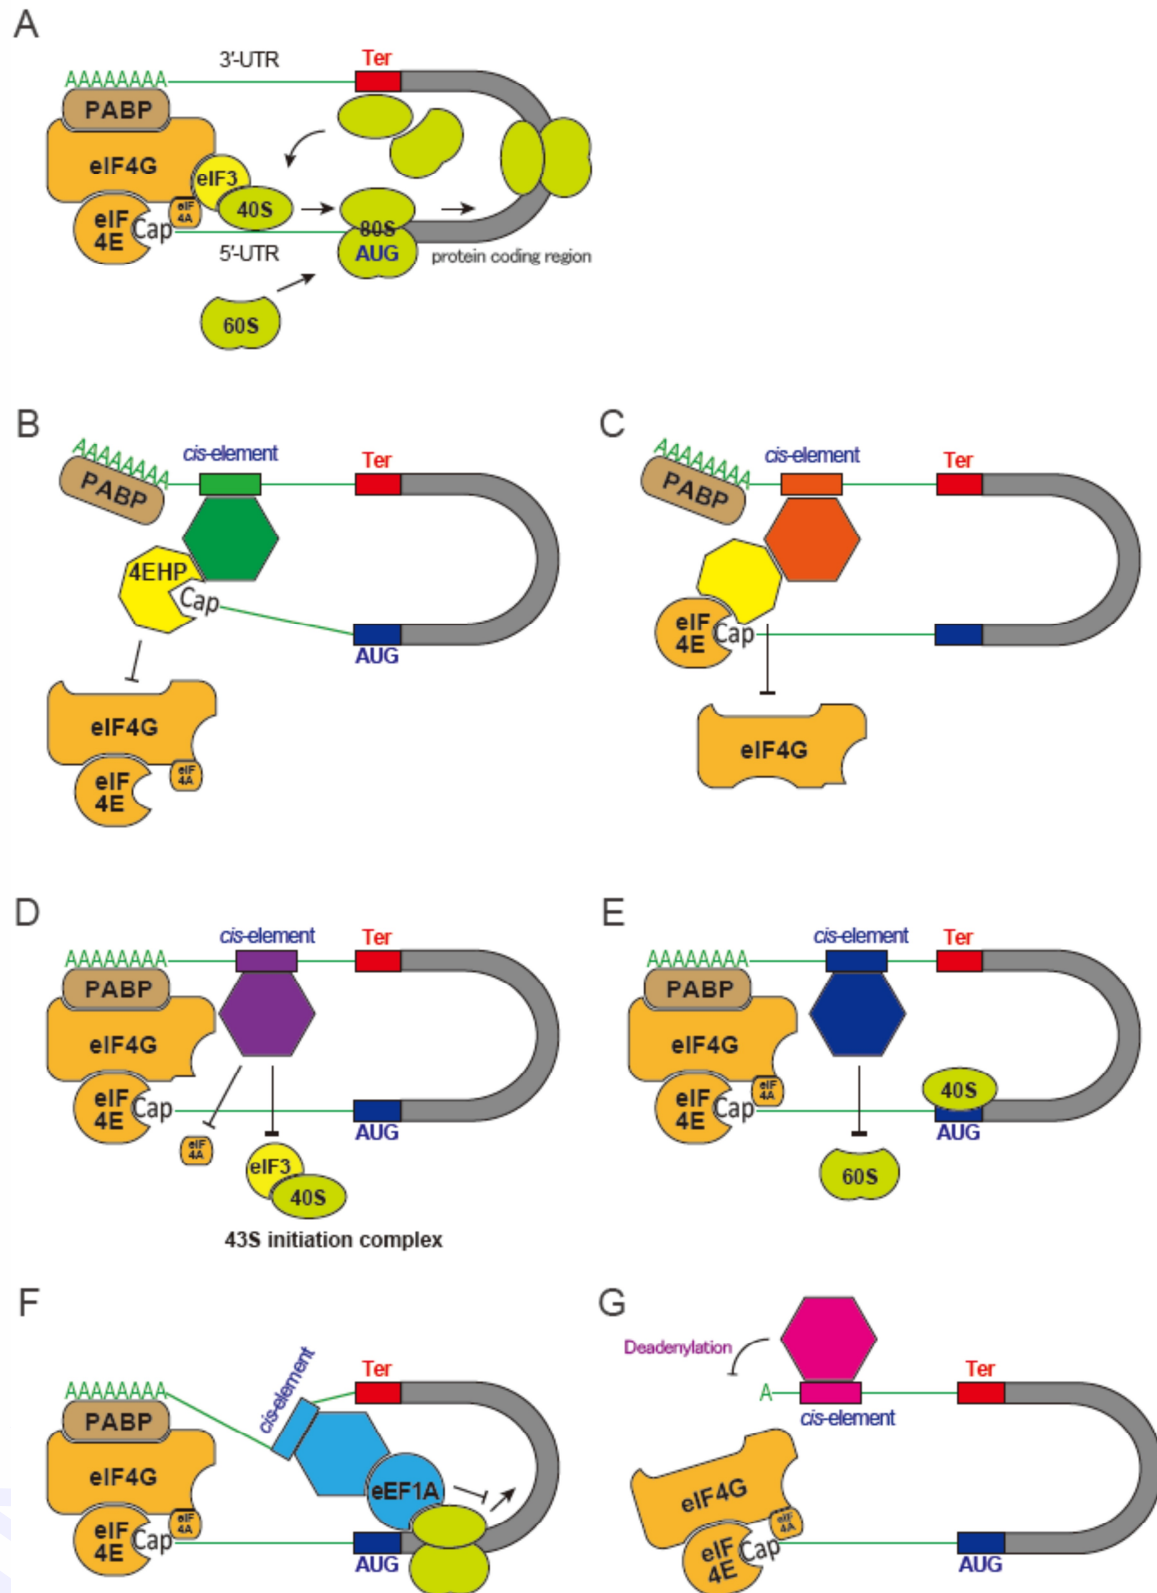 A
3'-UTR
Ter
AAAAAAAA
PABP
eIF4G
eIF3
eIF
4A
40S
80S
eIF
4E
Cap
AUG
5'-UTR
protein coding region
60S
B
AAAAAAAA
cis-element
Ter
PABP
4EHP
Cap
AUG
eIF4G
eIF
4E
eIF
4A
C
AAAAAAAA
cis-element
Ter
PABP
eIF
4E
Cap
eIF4G
D
cis-element
Ter
AAAAAAAA
PABP
eIF4G
eIF
4E
Cap
AUG
eIF
4A
eIF3
40S
43S initiation complex
E
cis-element
Ter
AAAAAAAA
PABP
eIF4G
eIF
4A
40S
eIF
4E
Cap
AUG
60S
F
cis-element
Ter
AAAAAAAA
PABP
eIF4G
eEF1A
eIF
4E
Cap
eIF
4A
AUG
G
Deadenylation
Ter
A
cis-element
eIF4G
eIF
4A
eIF
4E
Cap
AUG